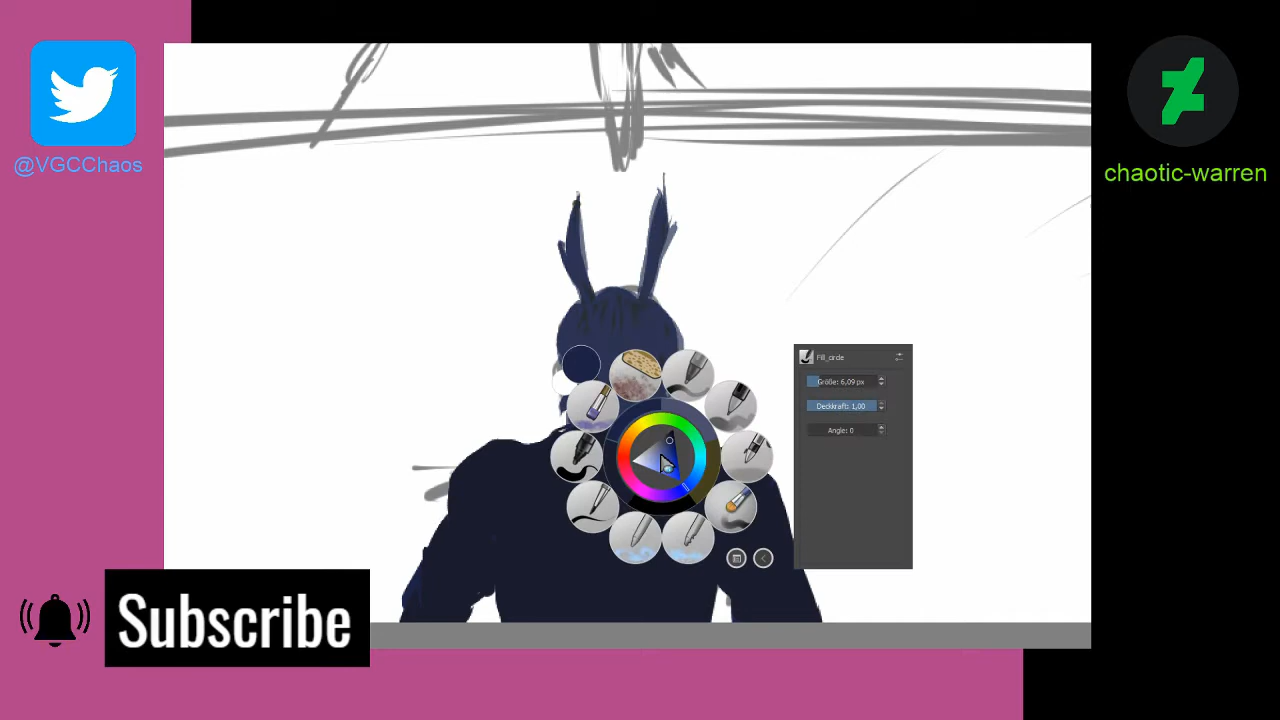 @VGCChaos
chaotic-warren
Fill_circle
Größe: 6,09 px
Deckkraft: 1,00
Angle: 0
Subscribe